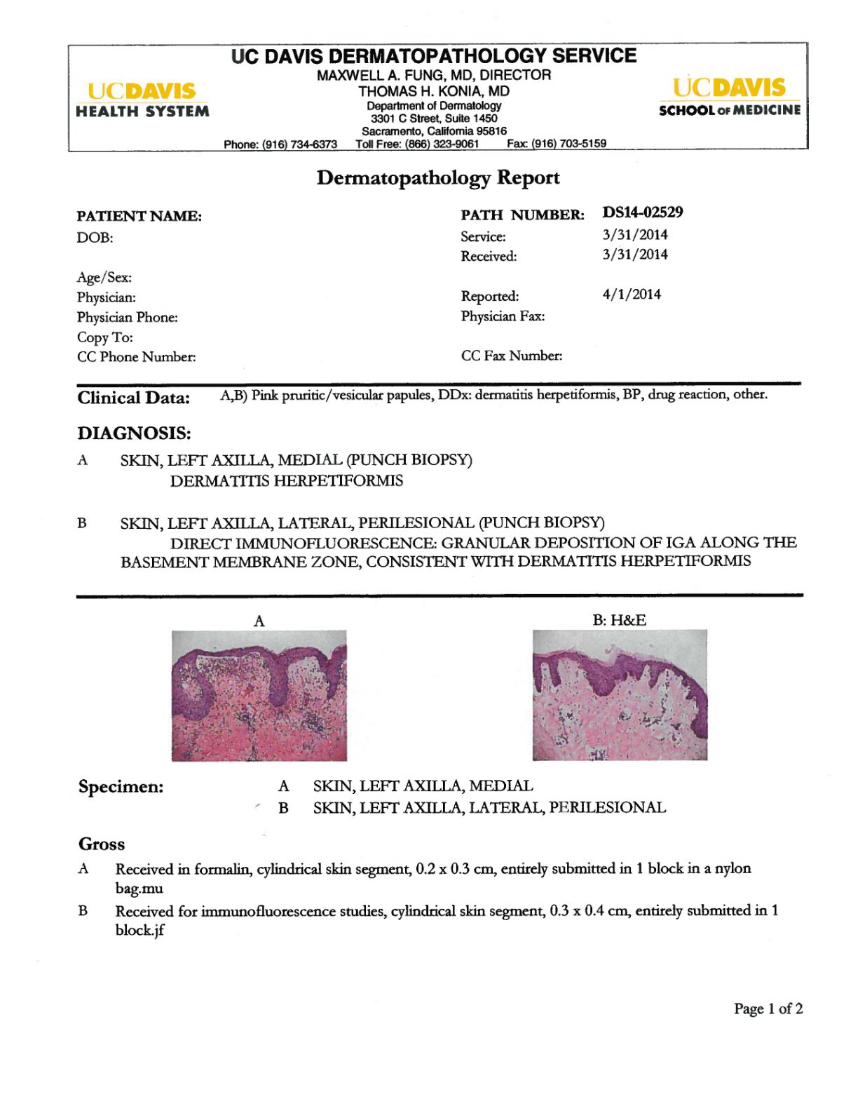 UC DAVIS DERMATOPATHOLOGY SERVICE
MAXWELL A. FUNG, MD, DIRECTOR
THOMAS H. KONIA, MD
Department of Dermatology
3301 C Street, Suite 1450
Sacramento, California 95816
Phone: (916) 734-6373 Toll Free: (866) 323-9061 Fax: (916) 703-5159
UCDAVIS
HEALTH SYSTEM
UCDAVIS
SCHOOL OF MEDICINE
Dermatopathology Report
PATIENT NAME: PATH NUMBER: DS14-02529
DOB: Service: 3/31/2014
Received: 3/31/2014
Age/Sex:
Physician: Reported: 4/1/2014
Physician Phone: Physician Fax:
Copy To:
CC Phone Number: CC Fax Number:
Clinical Data: A,B) Pink pruritic/vesicular papules, DDx: dermatitis herpetiformis, BP, drug reaction, other.
DIAGNOSIS:
A SKIN, LEFT AXILLA, MEDIAL (PUNCH BIOPSY)
DERMATITIS HERPETIFORMIS
B SKIN, LEFT AXILLA, LATERAL, PERILESIONAL (PUNCH BIOPSY)
DIRECT IMMUNOFLUORESCENCE: GRANULAR DEPOSITION OF IGA ALONG THE
BASEMENT MEMBRANE ZONE, CONSISTENT WITH DERMATITIS HERPETIFORMIS
A B: H&E
Specimen: A SKIN, LEFT AXILLA, MEDIAL
B SKIN, LEFT AXILLA, LATERAL, PERILESIONAL
Gross
A Received in formalin, cylindrical skin segment, 0.2 x 0.3 cm, entirely submitted in 1 block in a nylon
bag.mu
B Received for immunofluorescence studies, cylindrical skin segment, 0.3 x 0.4 cm, entirely submitted in 1
block.jf
Page 1 of 2